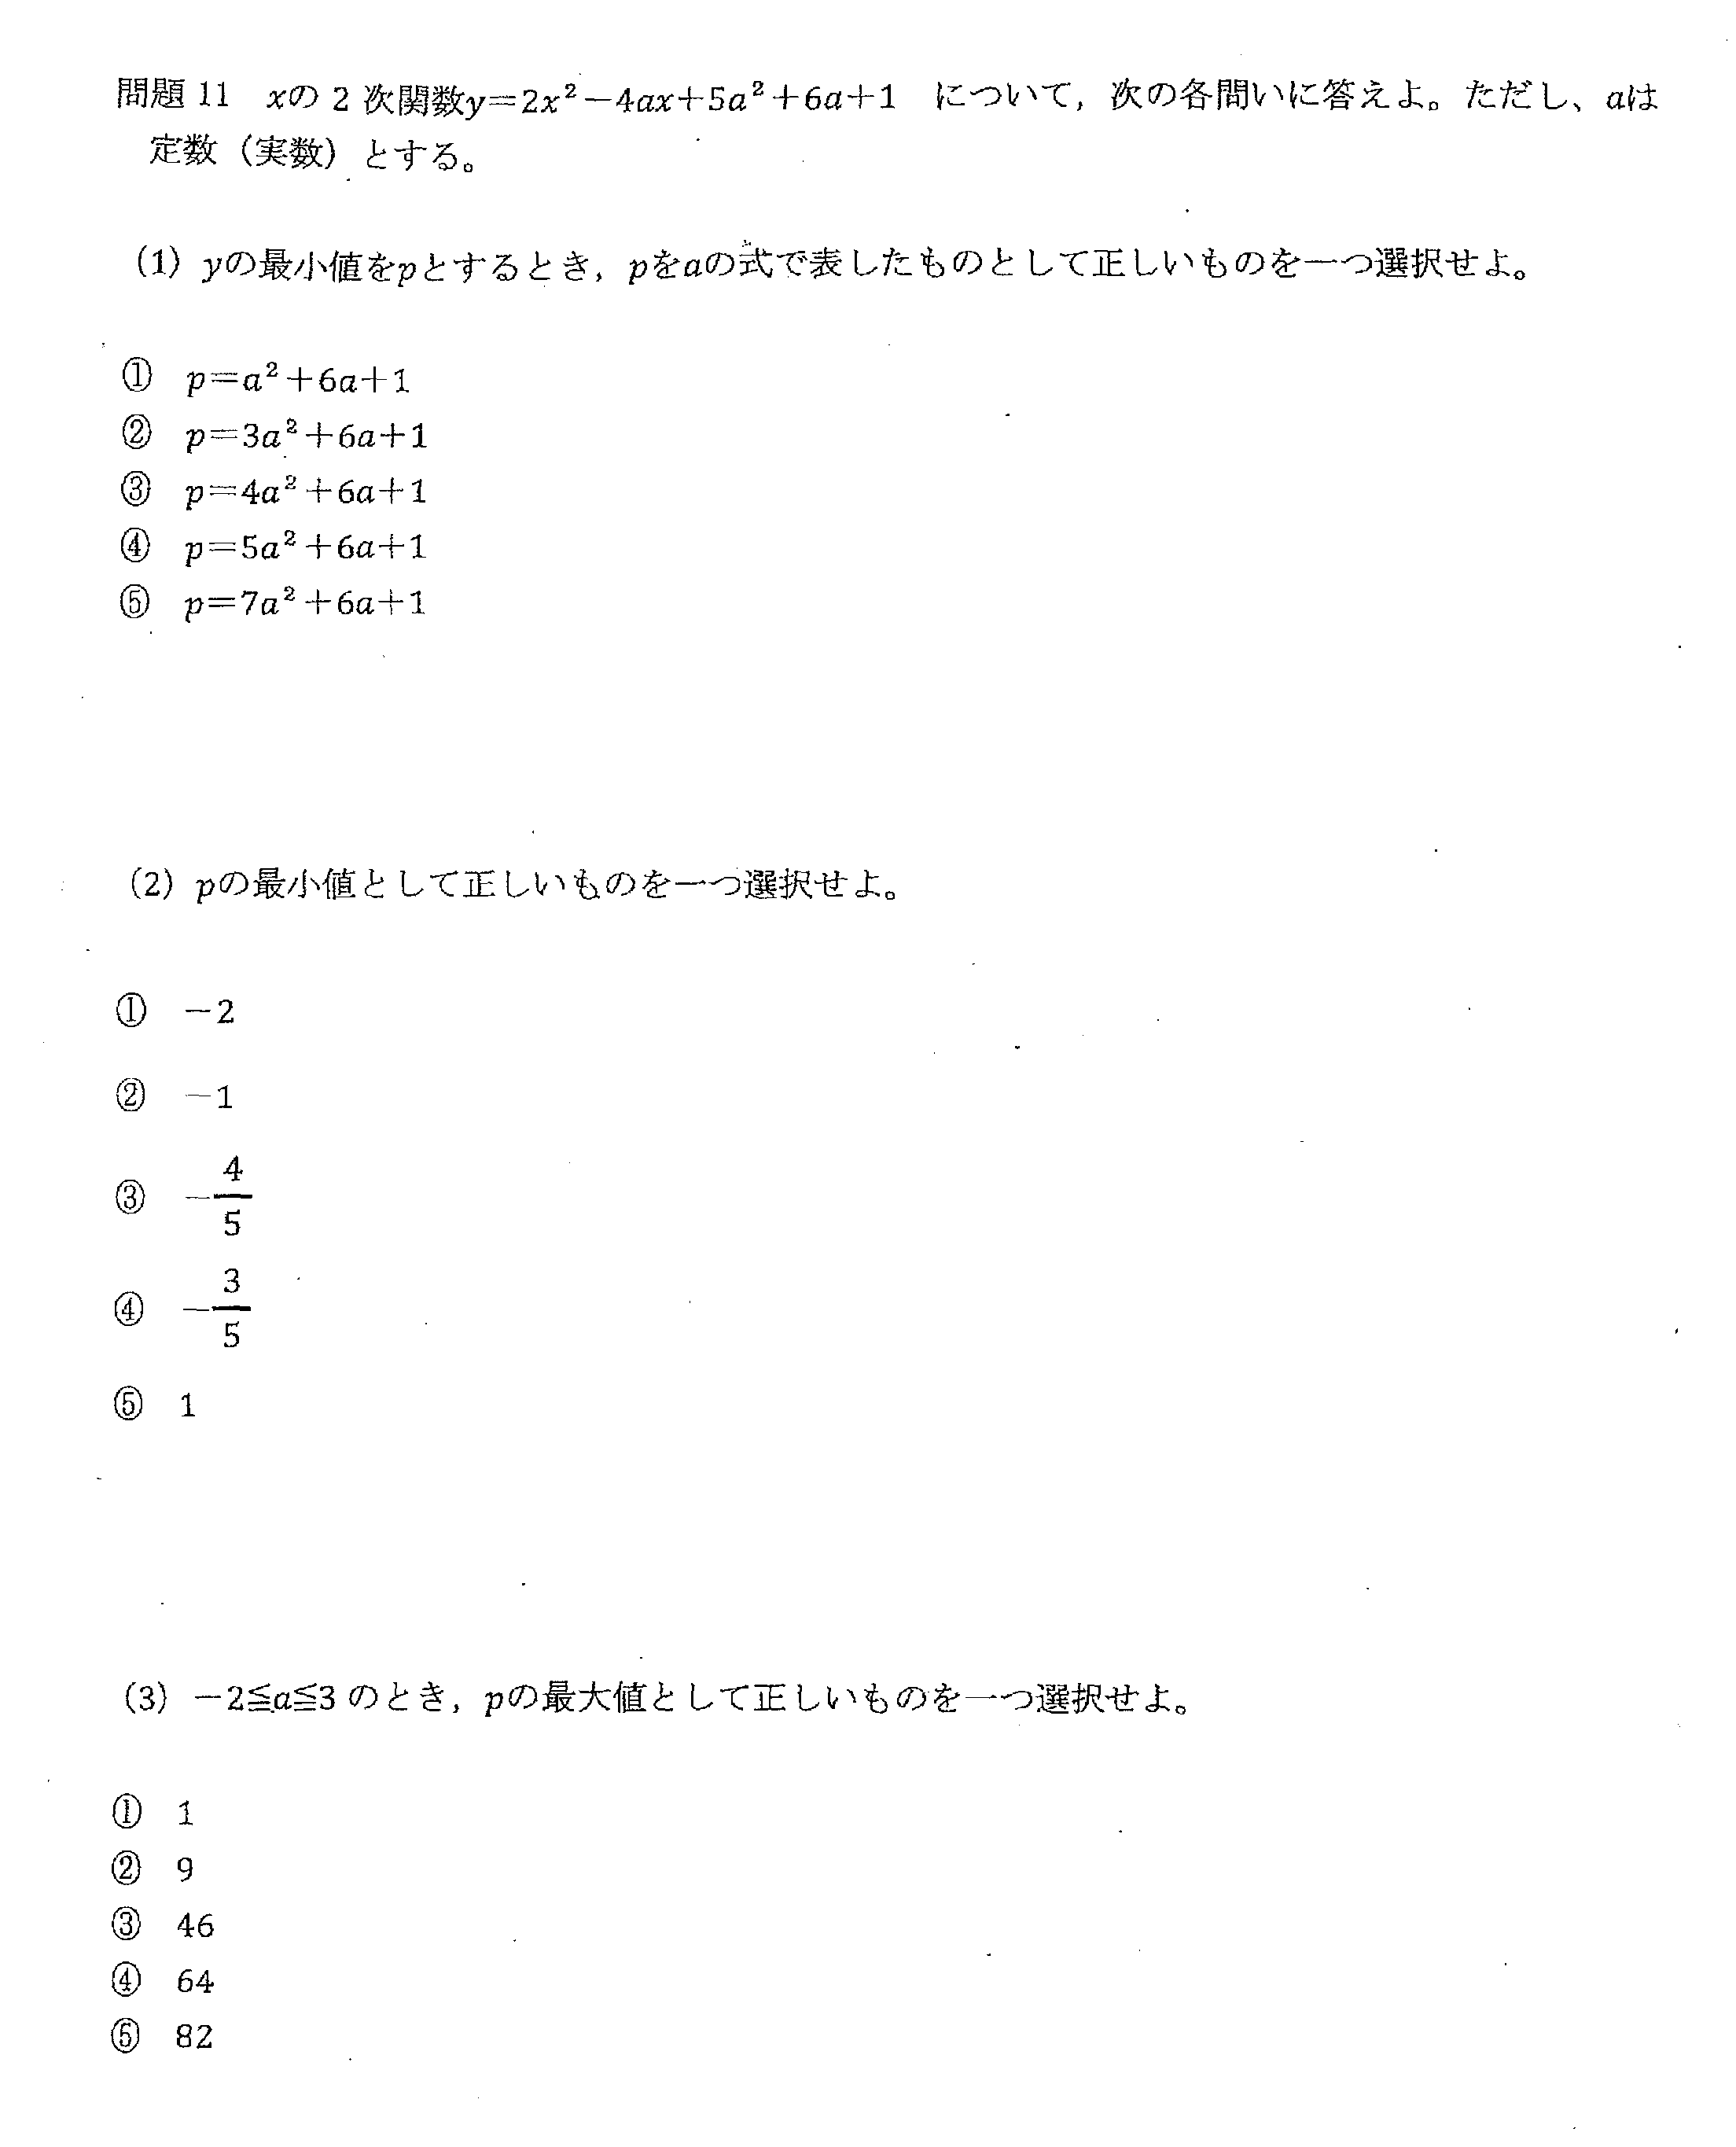 問題 11　xの 2 次関数y=2x²−4ax+5a²+6a+1　について，次の各問いに答えよ。ただし、aは
定数（実数）とする。
(1) yの最小値をpとするとき，pをaの式で表したものとして正しいものを一つ選択せよ。
① p=a²+6a+1
② p=3a²+6a+1
③ p=4a²+6a+1
④ p=5a²+6a+1
⑤ p=7a²+6a+1
(2) pの最小値として正しいものを一つ選択せよ。
① −2
② −1
③ −4/5
④ −3/5
⑤ 1
(3) −2≦a≦3 のとき，pの最大値として正しいものを一つ選択せよ。
① 1
② 9
③ 46
④ 64
⑤ 82